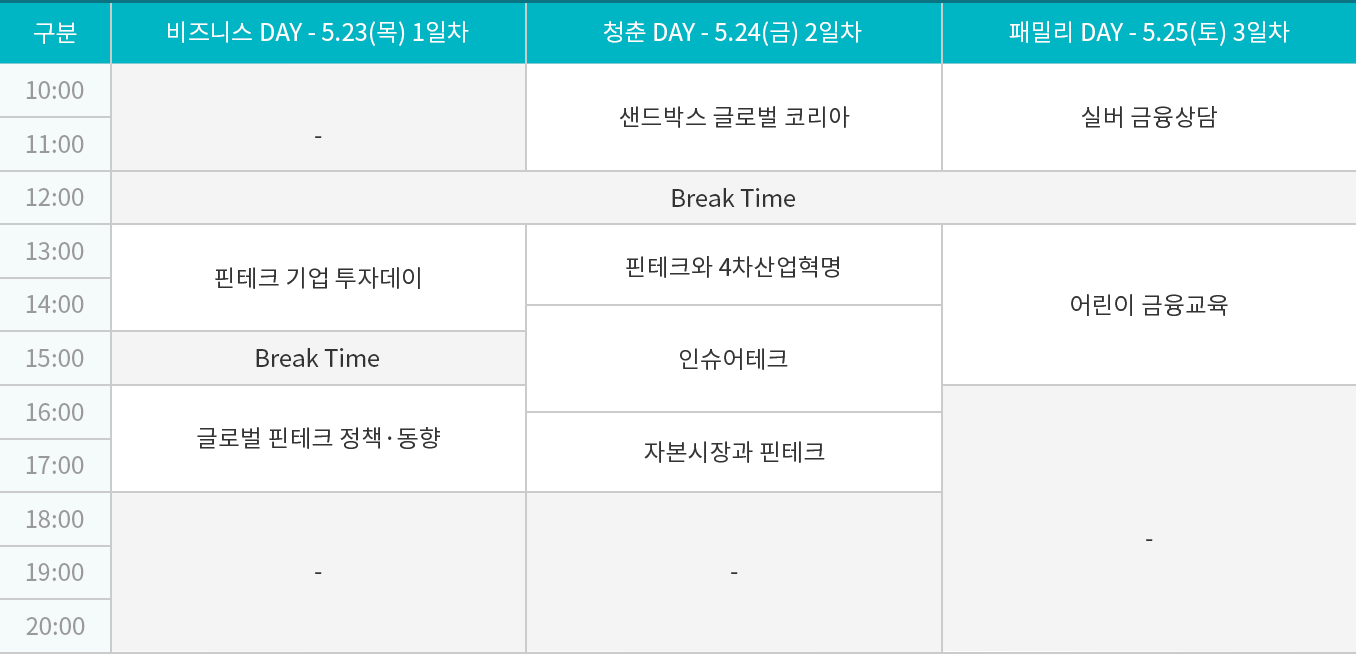 구분
비즈니스 DAY - 5.23(목) 1일차
청춘 DAY - 5.24(금) 2일차
패밀리 DAY - 5.25(토) 3일차
10:00
-
샌드박스 글로벌 코리아
실버 금융상담
11:00
12:00
Break Time
13:00
핀테크 기업 투자데이
핀테크와 4차산업혁명
어린이 금융교육
14:00
15:00
Break Time
인슈어테크
16:00
글로벌 핀테크 정책·동향
자본시장과 핀테크
-
17:00
18:00
-
-
19:00
20:00